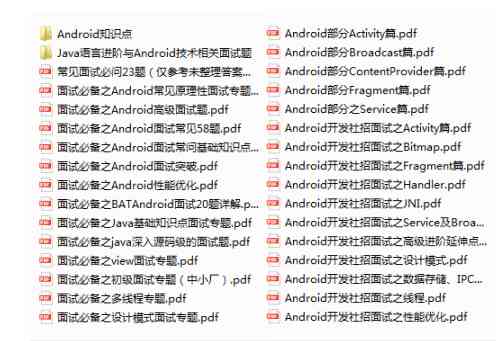 Android知识点
Java语言进阶与Android技术相关面试题
常见面试必问23题（仅参考未整理答案...
面试必备之Android常见原理性面试专题...
面试必备之Android高级面试题.pdf
面试必备之Android面试常见58题.pdf
面试必备之Android面试常问基础知识点...
面试必备之Android面试突破.pdf
面试必备之Android性能优化.pdf
面试必备之BATAndroid面试20题详解.p...
面试必备之Java基础知识点面试专题.pdf
面试必备之java深入源码级的面试题.pdf
面试必备之view面试专题.pdf
面试必备之初级面试专题（中小厂）.pdf
面试必备之多线程专题.pdf
面试必备之设计模式面试专题.pdf
Android部分Activity篇.pdf
Android部分Broadcast篇.pdf
Android部分ContentProvider篇.pdf
Android部分Fragment篇.pdf
Android部分之Service篇.pdf
Android开发社招面试之Activity篇.pdf
Android开发社招面试之Bitmap.pdf
Android开发社招面试之Fragment篇.pdf
Android开发社招面试之Handler.pdf
Android开发社招面试之JNI.pdf
Android开发社招面试之Service及Broa...
Android开发社招面试之高级进阶延伸点...
Android开发社招面试之设计模式.pdf
Android开发社招面试之数据存储、IPC...
Android开发社招面试之线程.pdf
Android开发社招面试之性能优化.pdf